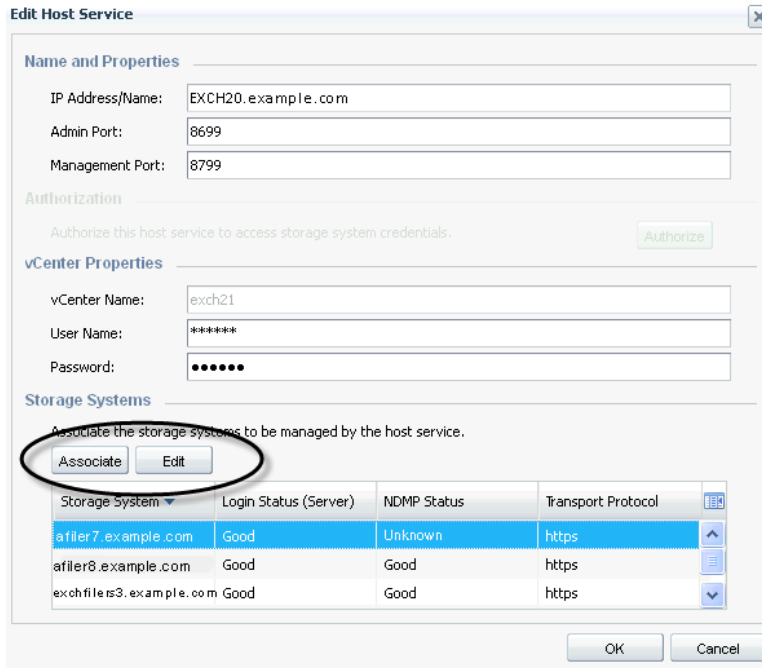 Edit Host Service
Name and Properties
IP Address/Name: EXCH20.example.com
Admin Port: 8699
Management Port: 8799
Authorization
Authorize this host service to access storage system credentials. Authorize
vCenter Properties
vCenter Name: exch21
User Name: ******
Password: ●●●●●●
Storage Systems
Associate the storage systems to be managed by the host service.
Associate Edit
Storage System Login Status (Server) NDMP Status Transport Protocol
afiler7.example.com Good Unknown https
afiler8.example.com Good Good https
exchfilers3.example.com Good Good https
OK Cancel